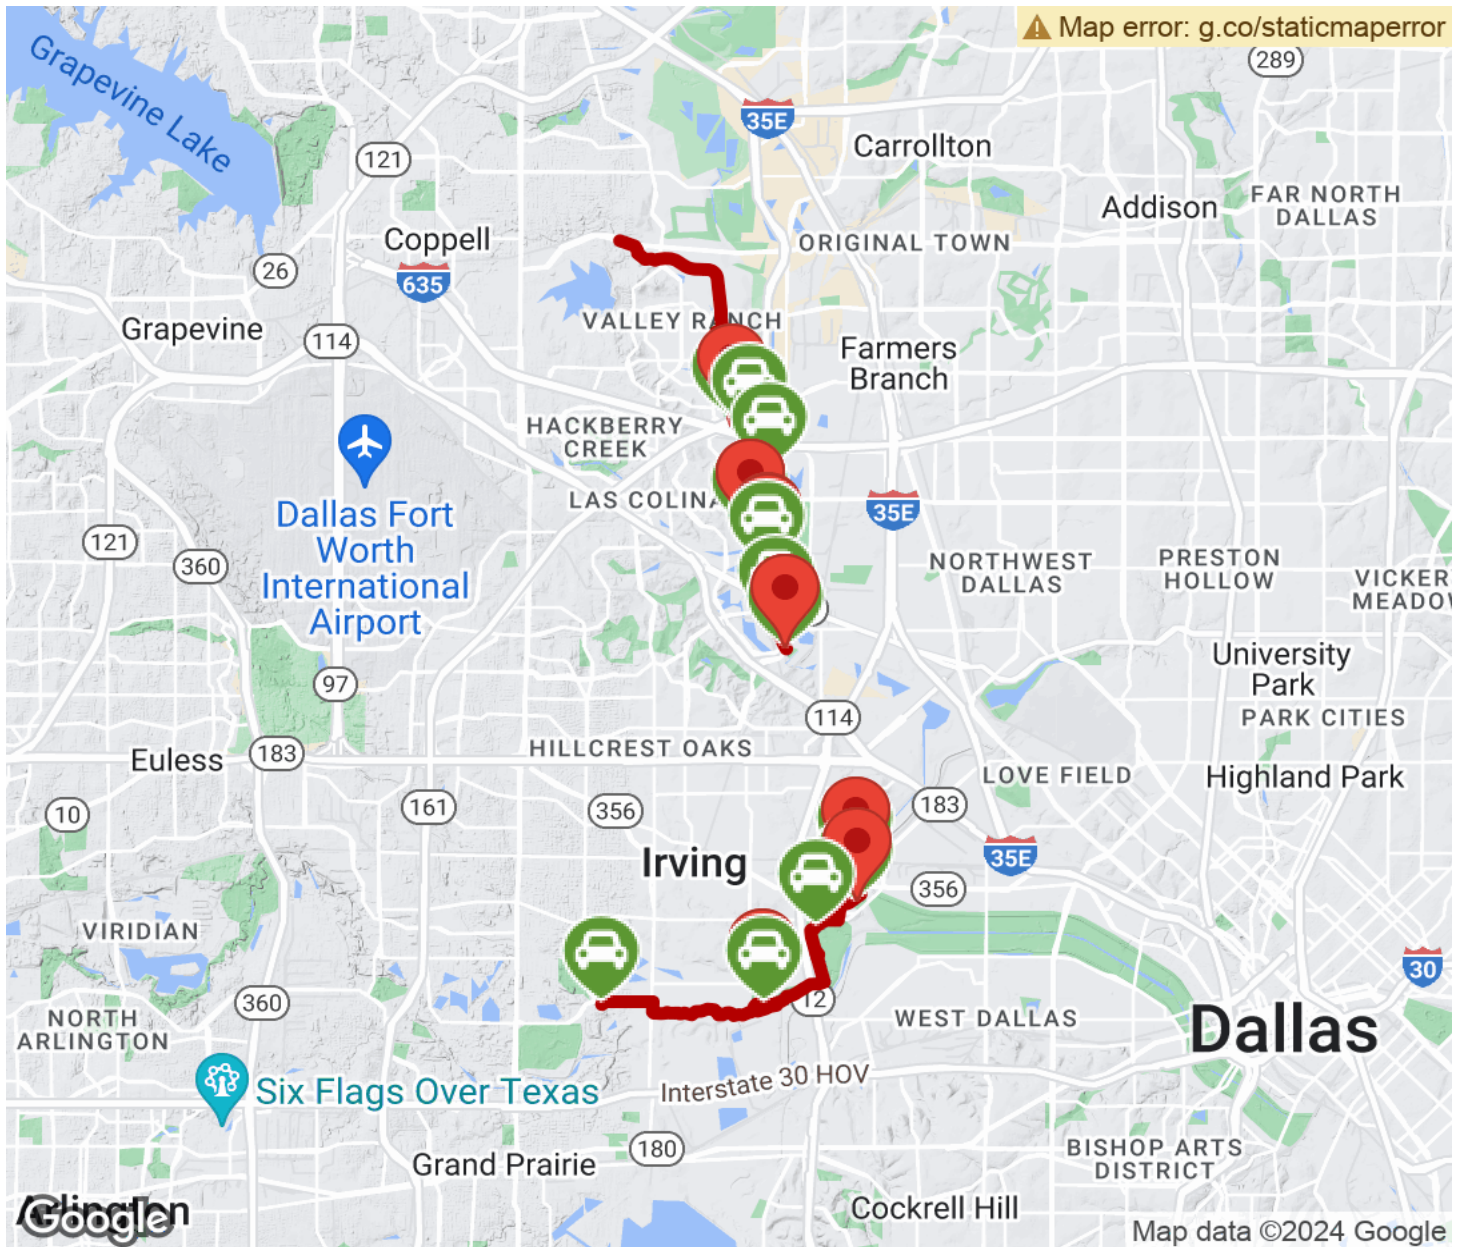 Map error: g.co/staticmaperror
289
Grapevine Lake
35E
Carrollton
121
FAR NORTH
DALLAS
Addison
Coppell
ORIGINAL TOWN
26
635
VALLEY RANCH
Grapevine
114
Farmers
Branch
HACKBERRY
CREEK
LAS COLINA
35E
Dallas Fort
Worth
International
Airport
121
360
NORTHWEST
DALLAS
PRESTON
HOLLOW
VICKER
MEADOW
University
Park
97
114
PARK CITIES
HILLCREST OAKS
Euless
183
LOVE FIELD
Highland Park
10
161
356
183
Irving
35E
356
VIRIDIAN
30
360
12
NORTH
ARLINGTON
WEST DALLAS
Dallas
Six Flags Over Texas
Interstate 30 HOV
180
BISHOP ARTS
DISTRICT
Grand Prairie
Arlington
Google
Cockrell Hill
Map data ©2024 Google